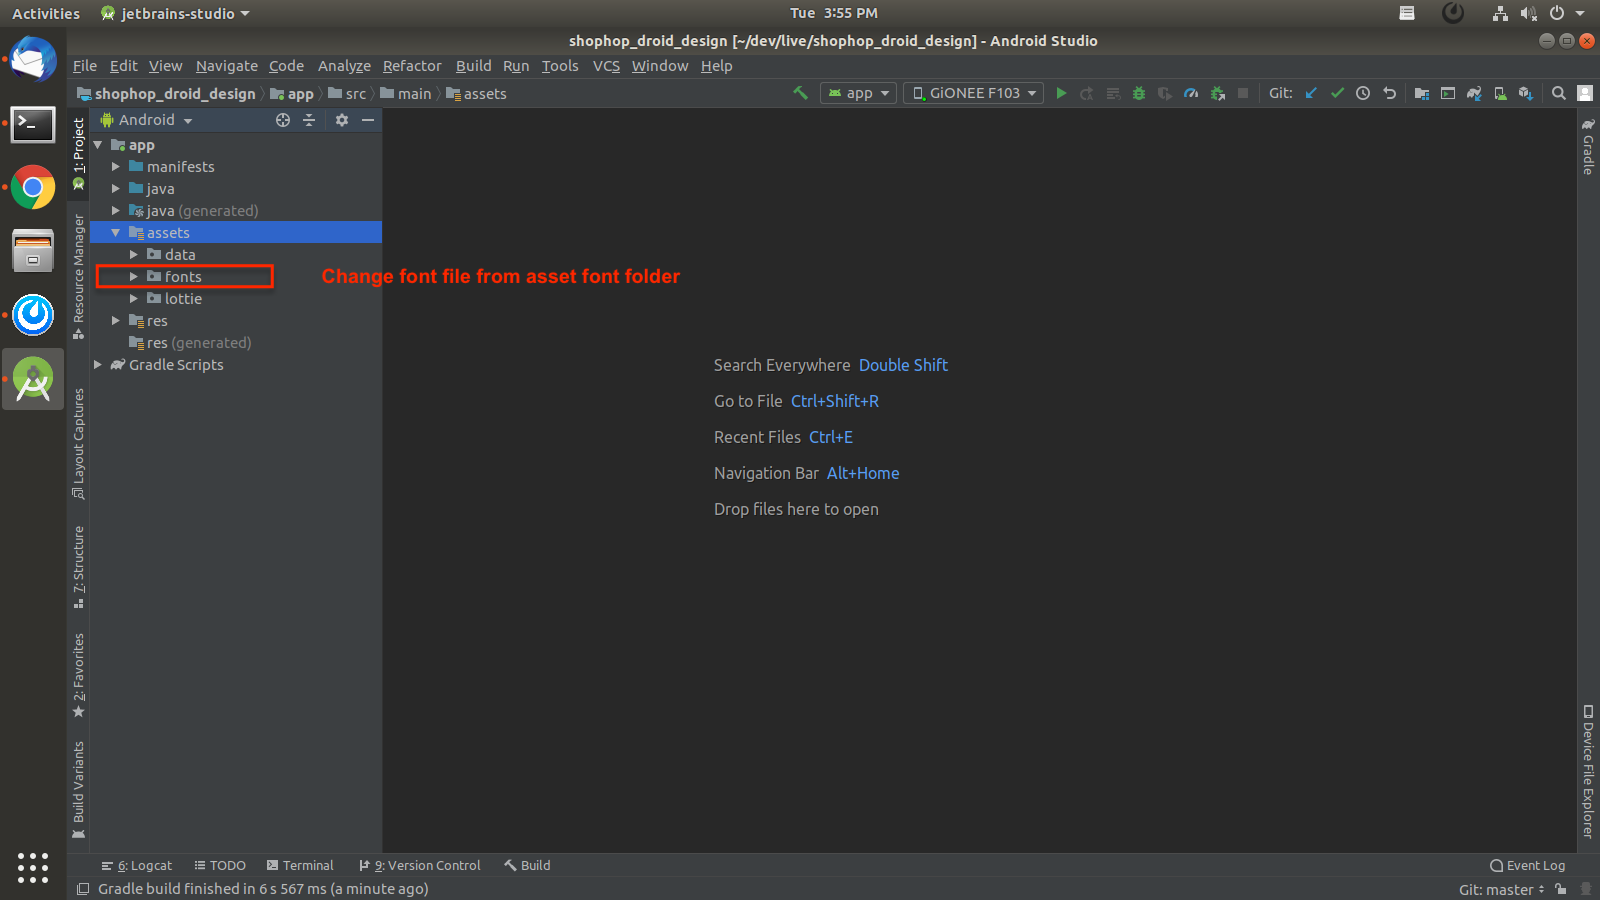 Activities jetbrains-studio Tue 3:55 PM
shophop_droid_design [~/dev/live/shophop_droid_design] - Android Studio
File Edit View Navigate Code Analyze Refactor Build Run Tools VCS Window Help
shophop_droid_design app src main assets app GiONEE F103 Git:
Android
app
manifests
java
java (generated)
assets
data
fonts
Change font file from asset font folder
lottie
res
res (generated)
Gradle Scripts
1: Project
Resource Manager
Layout Captures
7: Structure
2: Favorites
Build Variants
Search Everywhere Double Shift
Go to File Ctrl+Shift+R
Recent Files Ctrl+E
Navigation Bar Alt+Home
Drop files here to open
Gradle
Device File Explorer
6: Logcat TODO Terminal 9: Version Control Build Event Log
Gradle build finished in 6 s 567 ms (a minute ago) Git: master